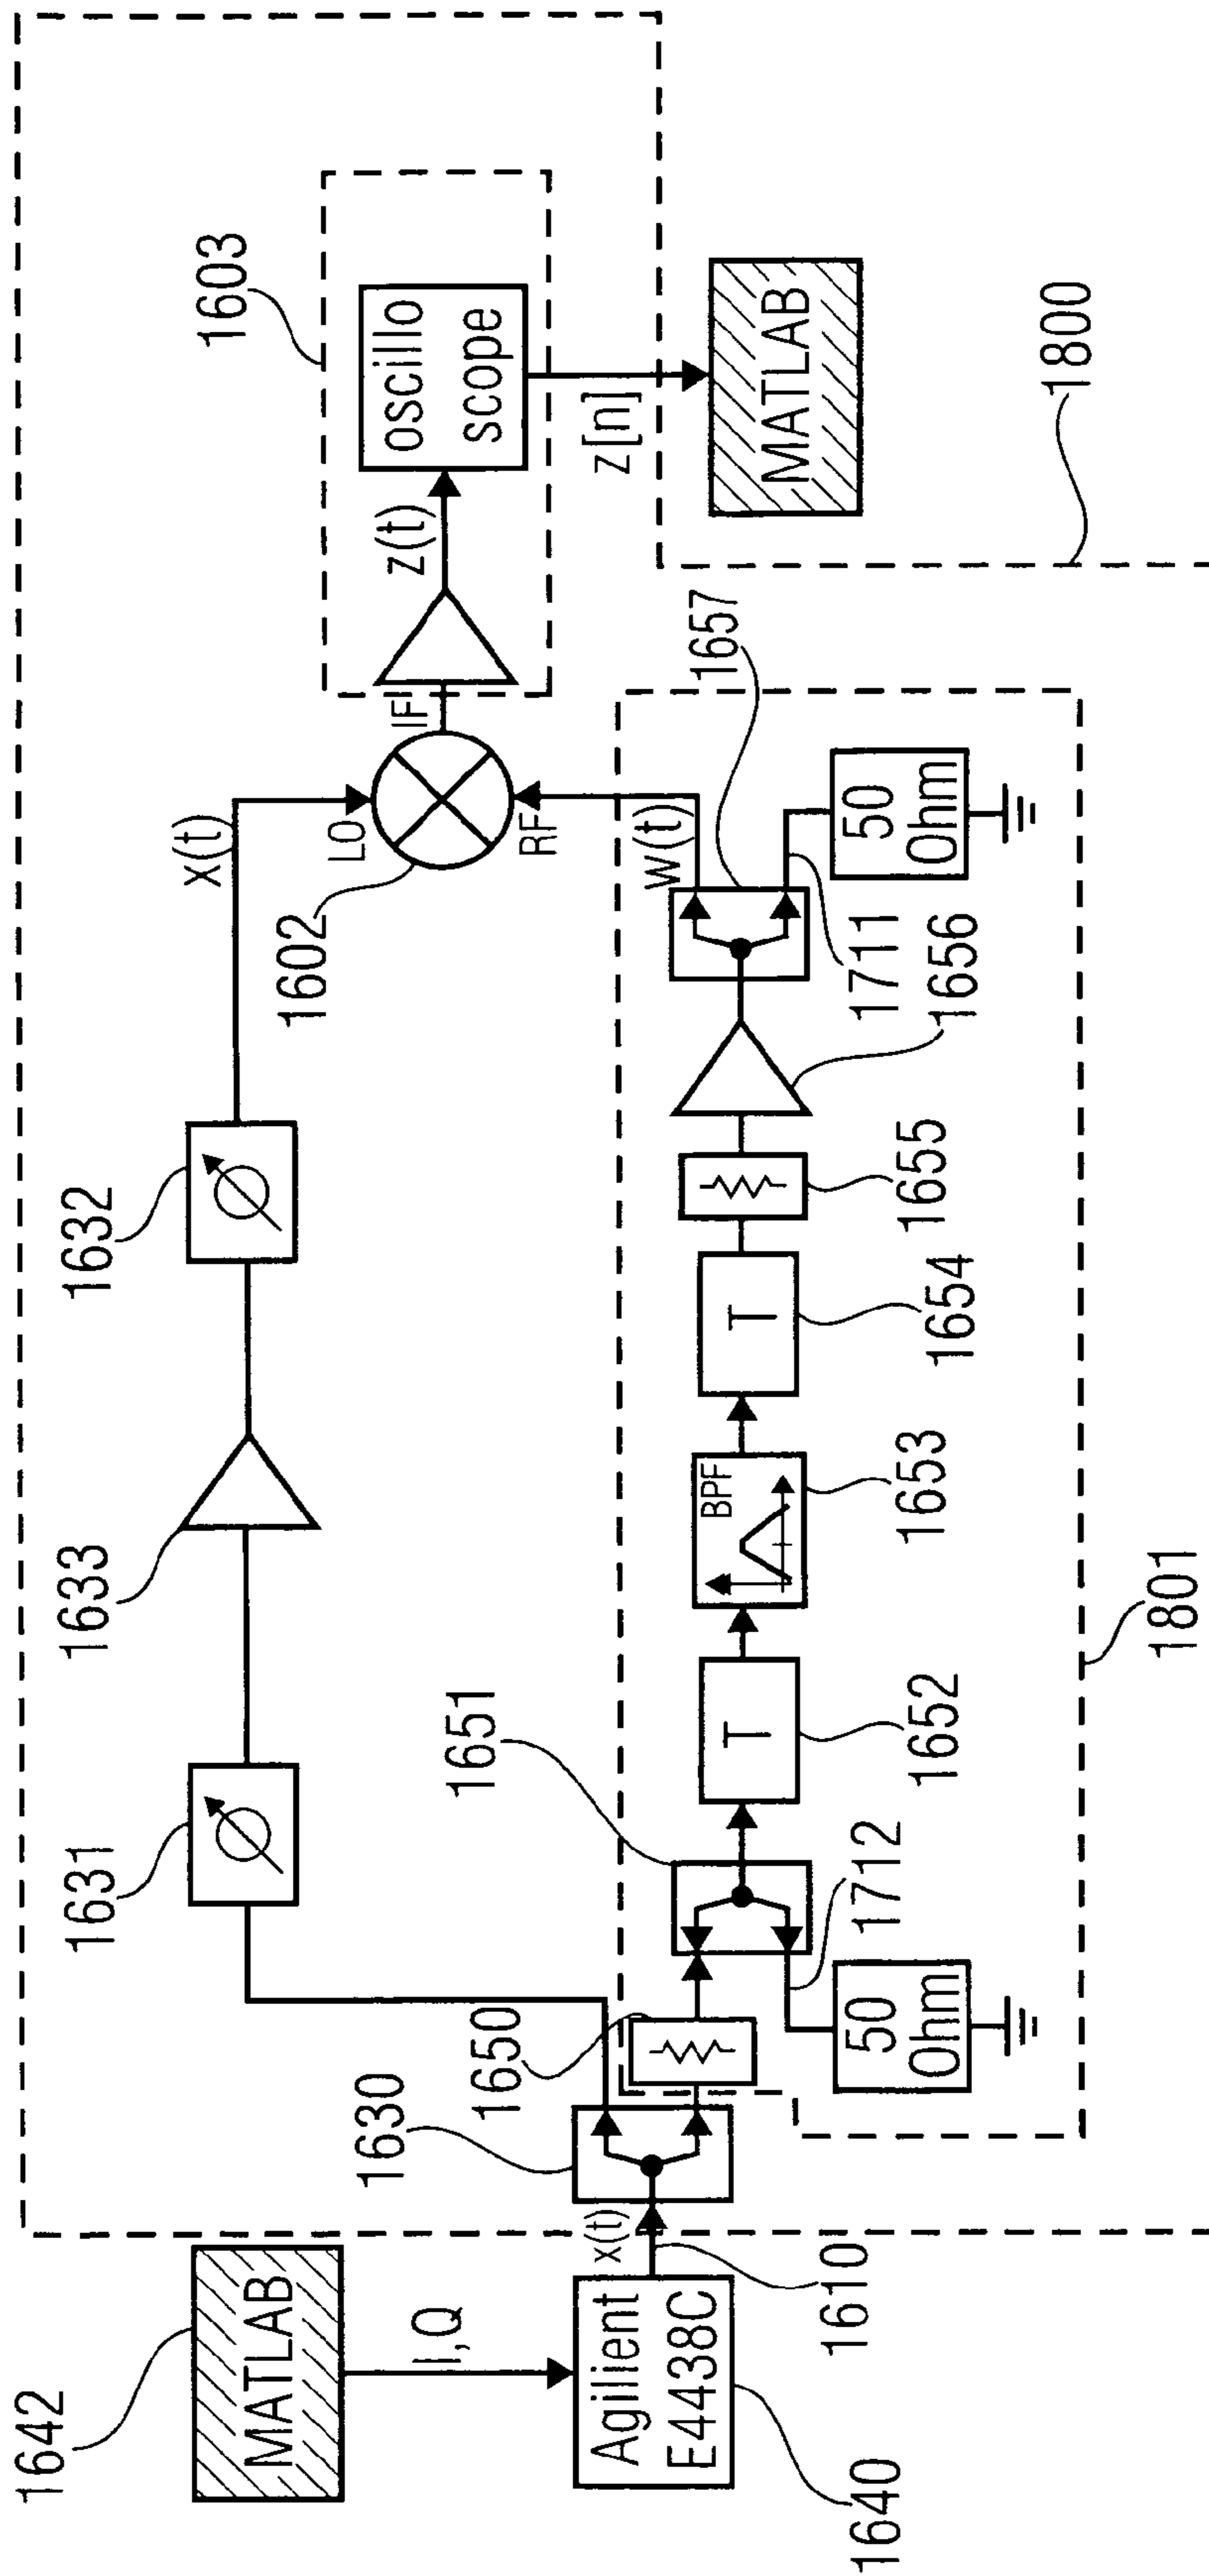 1642
MATLAB
I,Q
Agilient
E4438C
1640
x(t)
1610
1630
1631
1633
1632
x(t)
LO
1602
RF
IF
1603
z(t)
oscillo
scope
z[n]
MATLAB
1800
1650
1651
1712
50
Ohm
T
1652
BPF
1653
T
1654
1655
1656
1711
w(t)
1657
50
Ohm
1801